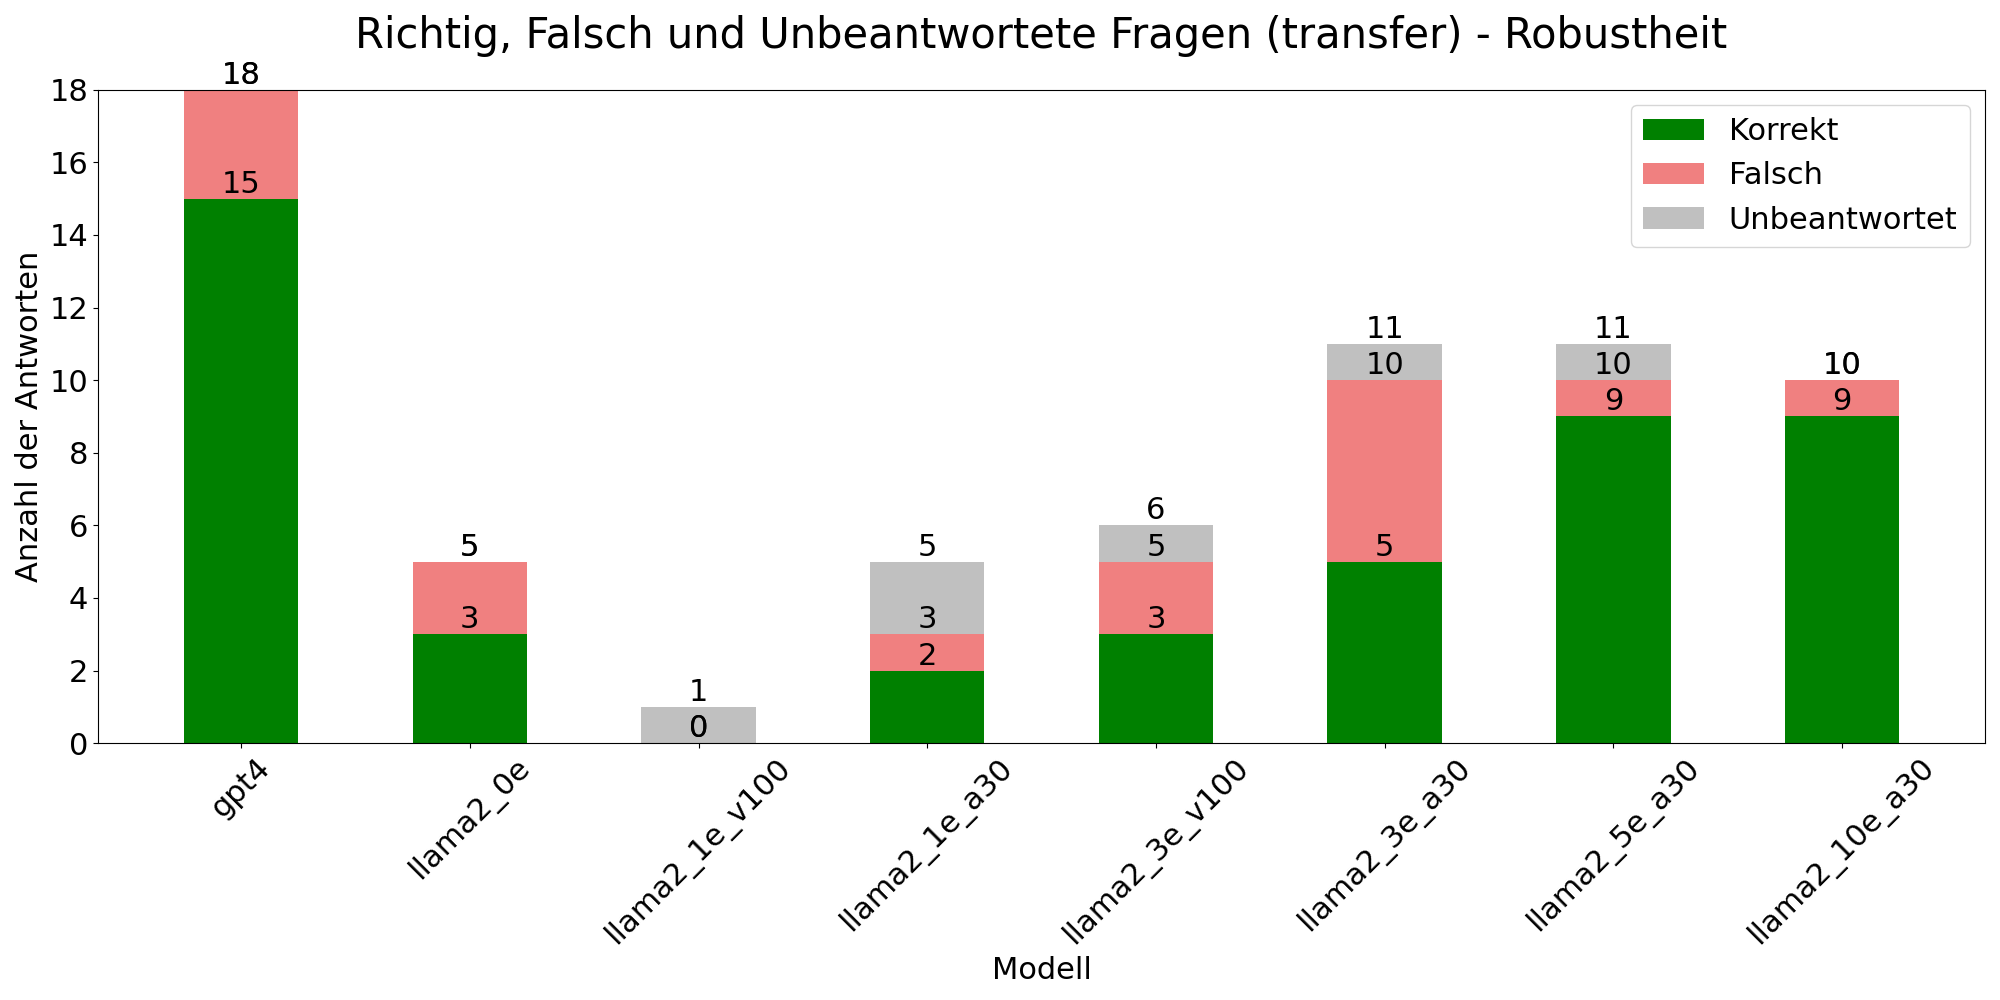 Richtig, Falsch und Unbeantwortete Fragen (transfer) - Robustheit
Anzahl der Antworten
18
16
14
12
10
8
6
4
2
0
18
15
5
3
1
0
5
3
2
6
5
3
11
10
5
11
10
9
10
9
Korrekt
Falsch
Unbeantwortet
gpt4
llama2_0e
llama2_1e_v100
llama2_1e_a30
llama2_3e_v100
llama2_3e_a30
llama2_5e_a30
llama2_10e_a30
Modell